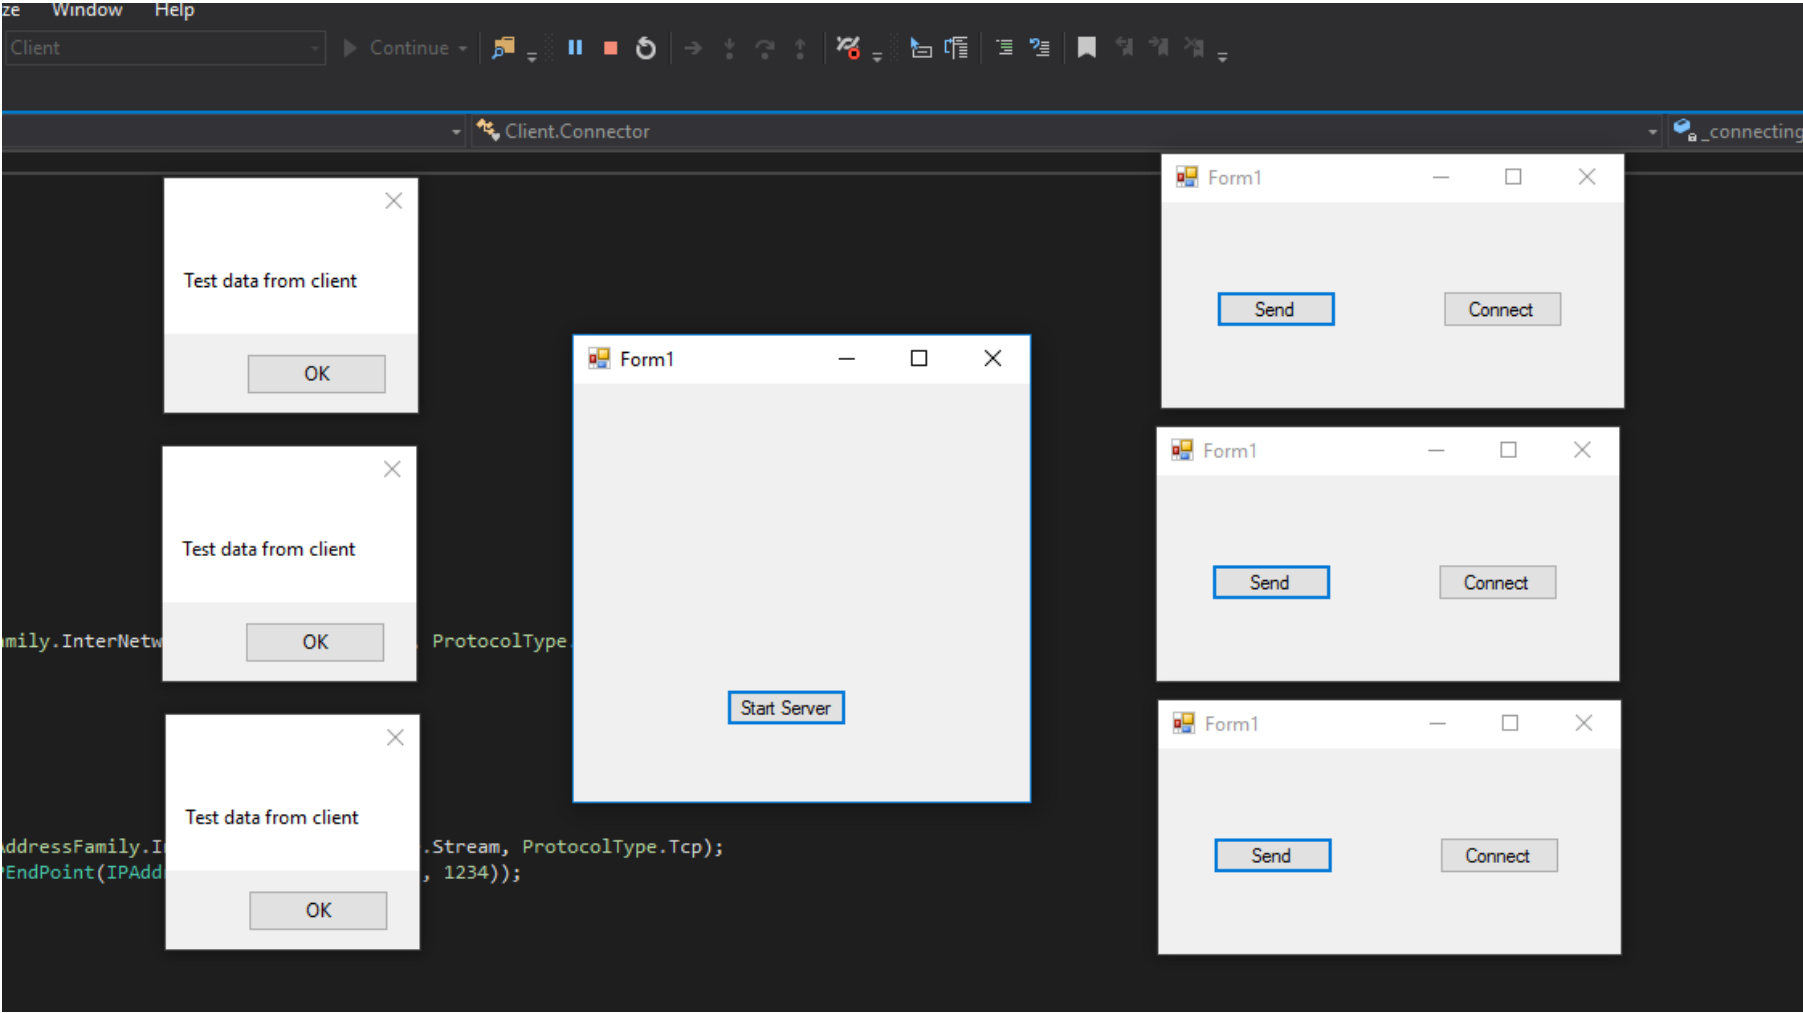 ze Window Help
Client Continue
Client.Connector _connecting
Form1
Send Connect
Test data from client
OK
Form1
Start Server
Form1
Send Connect
Test data from client
OK
Form1
Send Connect
Test data from client
OK
amily.InterNetw , ProtocolType.
AddressFamily.I .Stream, ProtocolType.Tcp);
PEndPoint(IPAdd , 1234));